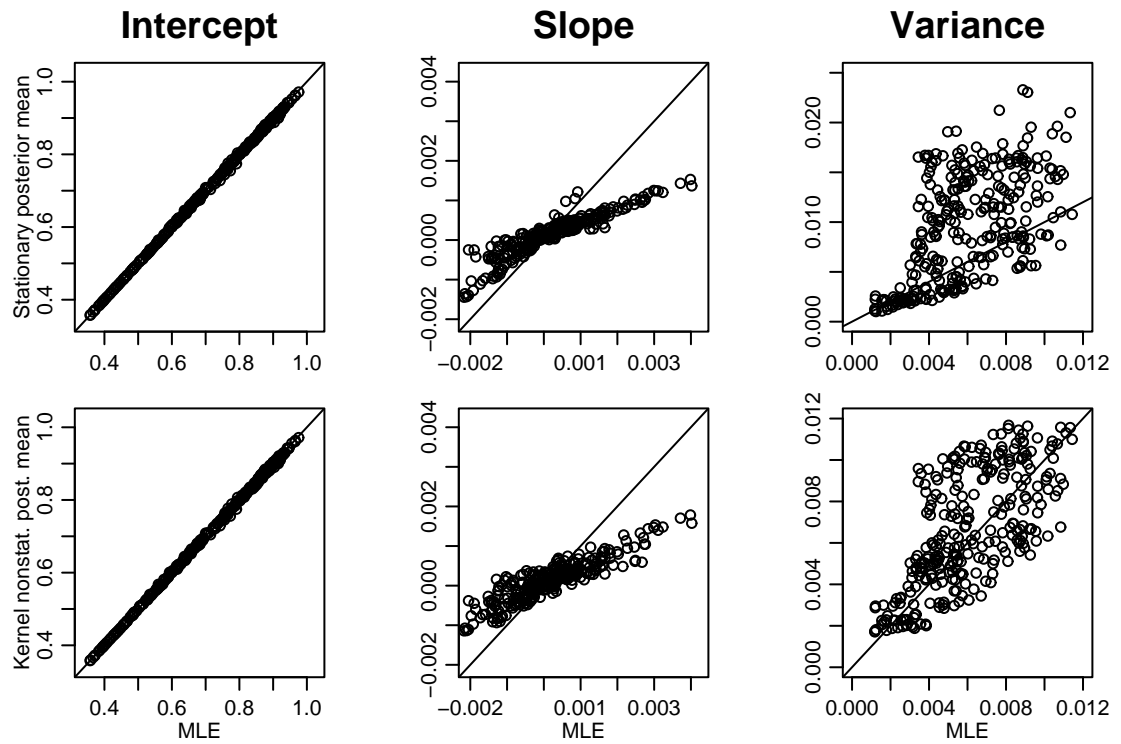 Intercept
Slope
Variance
Stationary posterior mean
0.4 0.6 0.8 1.0
0.4 0.6 0.8 1.0
−0.002 0.000 0.002 0.004
−0.002 0.001 0.003
0.000 0.010 0.020
0.000 0.004 0.008 0.012
Kernel nonstat. post. mean
0.4 0.6 0.8 1.0
0.4 0.6 0.8 1.0
MLE
−0.002 0.000 0.002 0.004
−0.002 0.001 0.003
MLE
0.000 0.004 0.008 0.012
0.000 0.004 0.008 0.012
MLE